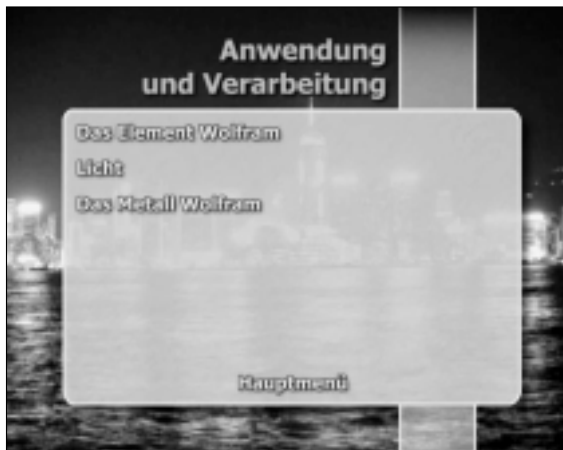 Anwendung
und Verarbeitung
Das Element Wolfram
Licht
Das Metall Wolfram
Hauptmenü